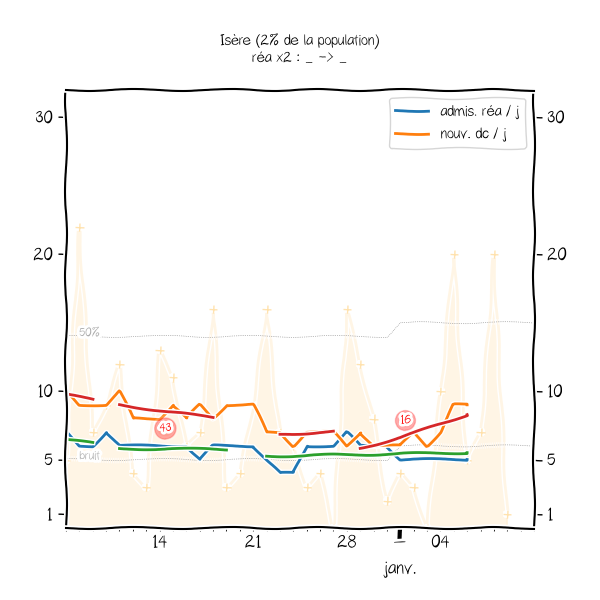 Isère (2% de la population)
réa x2 : _ -> _
admis. réa / j
nouv. dc / j
30
30
20
20
50%
10
10
16
43
bruit
5
5
1
1
14
21
28
04
janv.